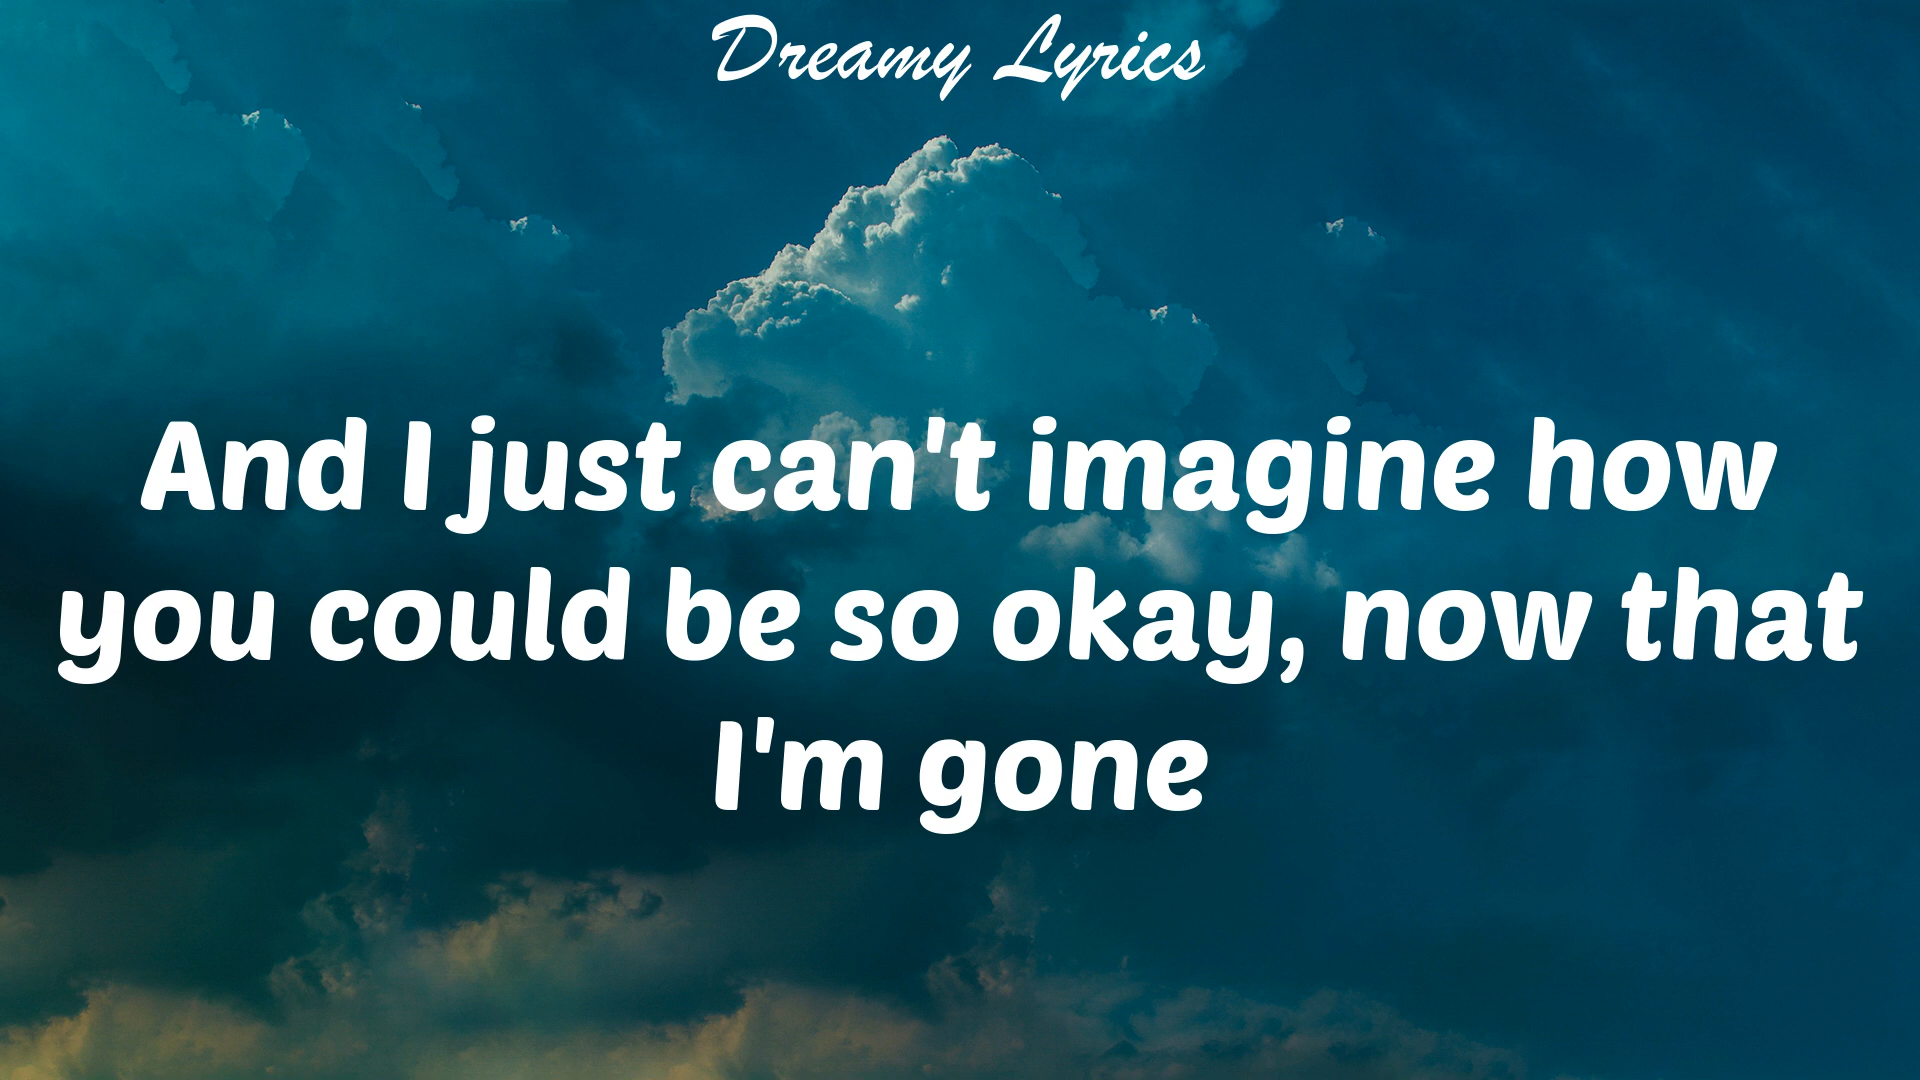 Dreamy Lyrics
And I just can't imagine how
you could be so okay, now that
I'm gone